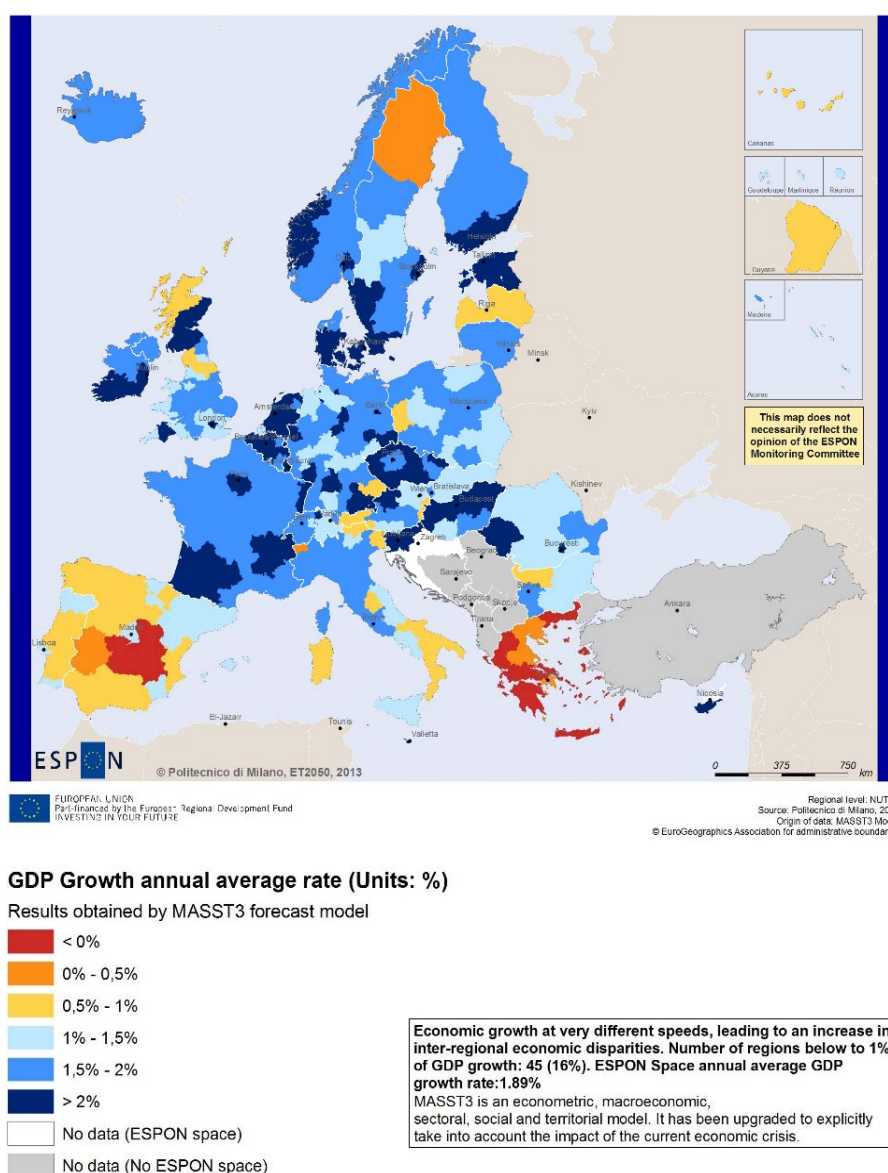 Reykjavik
Canarias
Guadeloupe
Martinique
Réunion
Guyane
Madeira
Acores
Helsinki
Tallinn
Oslo
Stockholm
Riga
Kobenhavn
Vilnius
Minsk
Dublin
London
Amsterdam
Berlin
Warszawa
Kyiv
Paris
Praha
Wien
Bratislava
Budapest
Kishinev
Zagreb
Beograd
Bucuresti
Sarajevo
Podgorica
Skopje
Tirana
Ankara
Lisboa
El-Jazair
Tounis
Valletta
Nicosia
This map does not
necessarily reflect the
opinion of the ESPON
Monitoring Committee
ESPON
© Politecnico di Milano, ET2050, 2013
0 375 750
km
EUROPEAN UNION
Part-financed by the European Regional Development Fund
INVESTING IN YOUR FUTURE
Regional level: NUT
Source: Politecnico di Milano, 20
Origin of data: MASST3 Mo
© EuroGeographics Association for administrative boundar
GDP Growth annual average rate (Units: %)
Results obtained by MASST3 forecast model
< 0%
0% - 0,5%
0,5% - 1%
1% - 1,5%
1,5% - 2%
> 2%
No data (ESPON space)
No data (No ESPON space)
Economic growth at very different speeds, leading to an increase in
inter-regional economic disparities. Number of regions below to 1%
of GDP growth: 45 (16%). ESPON Space annual average GDP
growth rate:1.89%
MASST3 is an econometric, macroeconomic,
sectoral, social and territorial model. It has been upgraded to explicitly
take into account the impact of the current economic crisis.